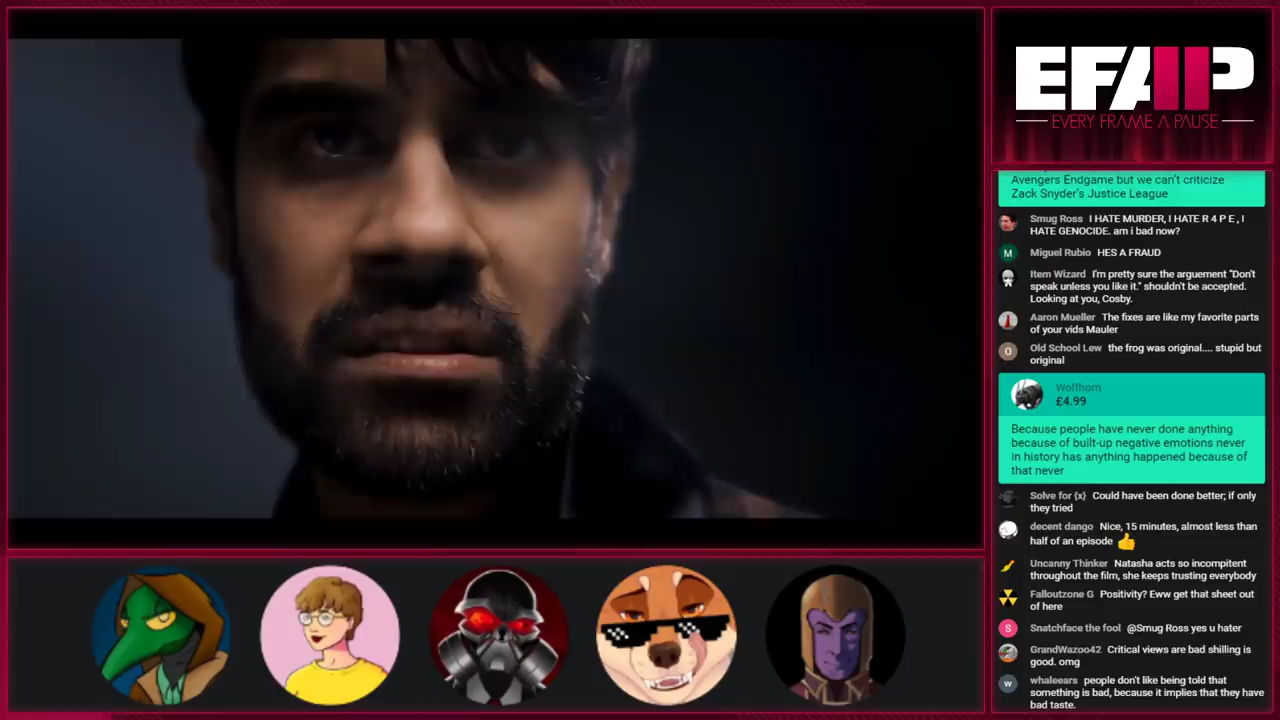 EFAP
EVERY FRAME A PAUSE
Avengers Endgame but we can't criticize
Zack Snyder's Justice League
Smug Ross I HATE MURDER, I HATE R 4 P E , I
HATE GENOCIDE. am i bad now?
M Miguel Rubio HES A FRAUD
Item Wizard I'm pretty sure the arguement "Don't
speak unless you like it." shouldn't be accepted.
Looking at you, Cosby.
Aaron Mueller The fixes are like my favorite parts
of your vids Mauler
O Old School Lew the frog was original.... stupid but
original
Wolfhorn
£4.99
Because people have never done anything
because of built-up negative emotions never
in history has anything happened because of
that never
Solve for {x} Could have been done better; if only
they tried
decent dango Nice, 15 minutes, almost less than
half of an episode 👍
Uncanny Thinker Natasha acts so incompitent
throughout the film, she keeps trusting everybody
Falloutzone G Positivity? Eww get that sheet out
of here
S Snatchface the fool @Smug Ross yes u hater
GrandWazoo42 Critical views are bad shilling is
good. omg
w whaleears people don't like being told that
something is bad, because it implies that they have
bad taste.